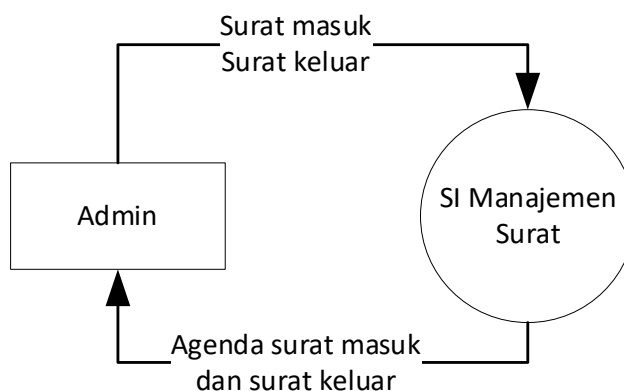 Surat masuk
Surat keluar
Admin
SI Manajemen
Surat
Agenda surat masuk
dan surat keluar